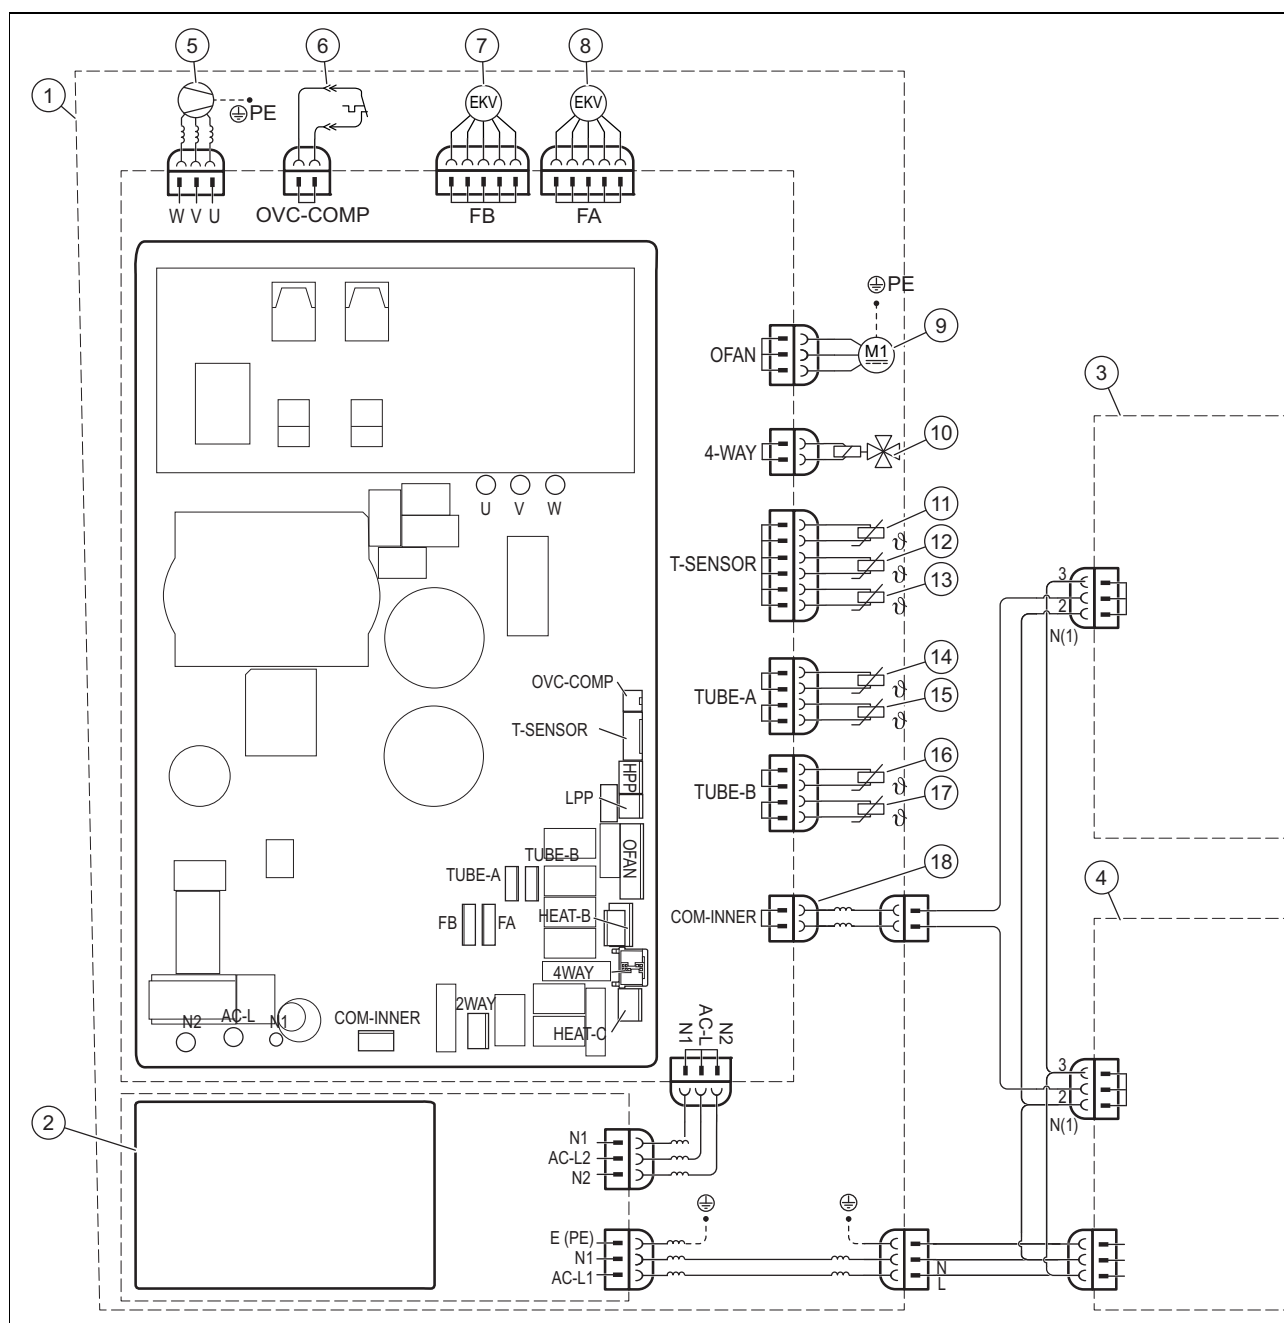 5
6
7
8
1
EKV
EKV
PE
W V U
OVC-COMP
FB
FA
PE
9
OFAN
M1
3
4-WAY
10
U
V
W
11
T-SENSOR
12
ϑ
ϑ
13
ϑ
3
2
N(1)
14
TUBE-A
ϑ
15
OVC-COMP
T-SENSOR
HPP
LPP
16
TUBE-B
ϑ
17
ϑ
TUBE-B
OFAN
TUBE-A
18
4
FB
FA
HEAT-B
COM-INNER
4WAY
2WAY
N2
AC-L
N1
COM-INNER
HEAT-C
N1
AC-L
N2
3
2
N(1)
2
N1
AC-L2
N2
E (PE)
N1
AC-L1
N
L